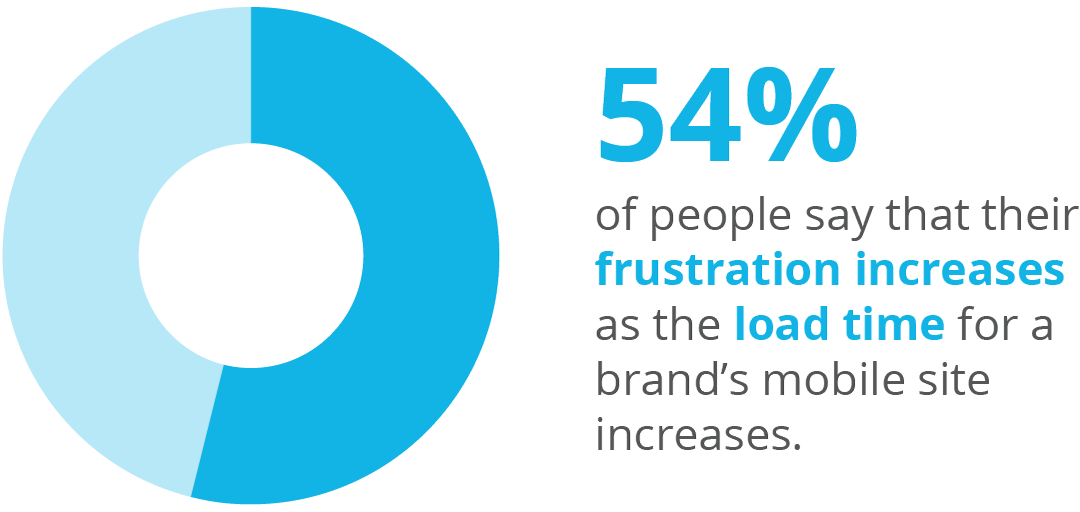 54%
of people say that their
frustration increases
as the load time for a
brand’s mobile site
increases.